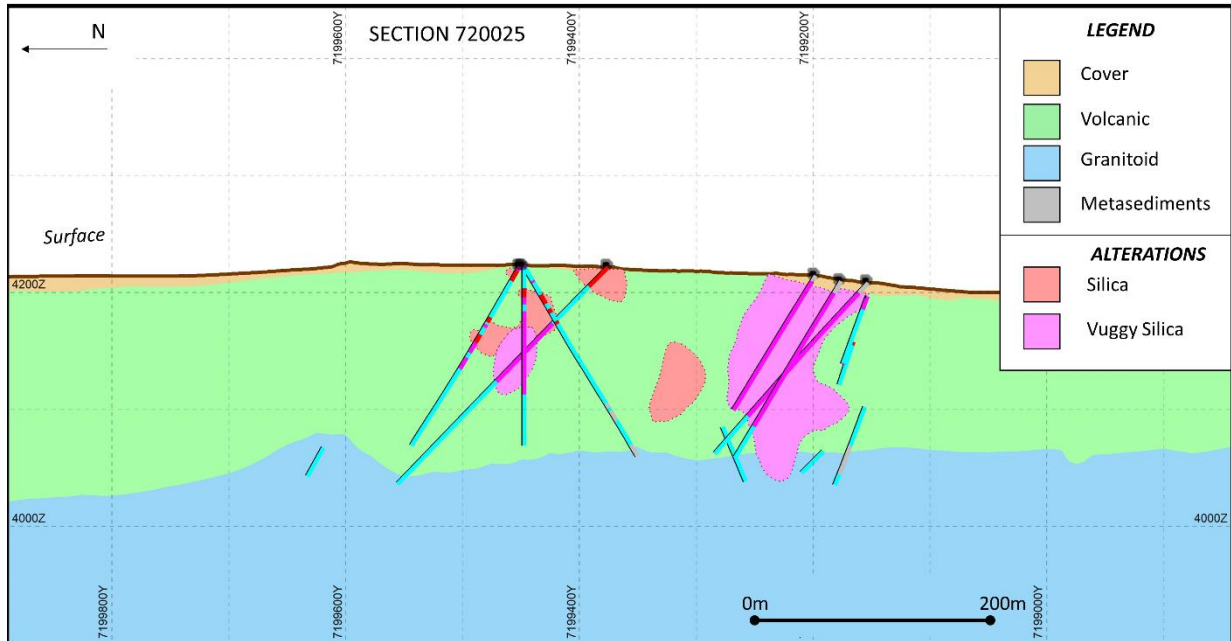 N
SECTION 720025
7199600Y
7199400Y
7199200Y
LEGEND
Cover
Volcanic
Granitoid
Metasediments
ALTERATIONS
Silica
Vuggy Silica
Surface
4200Z
4000Z
4000Z
7199800Y
7199600Y
7199400Y
7199200Y
7199000Y
0m
200m